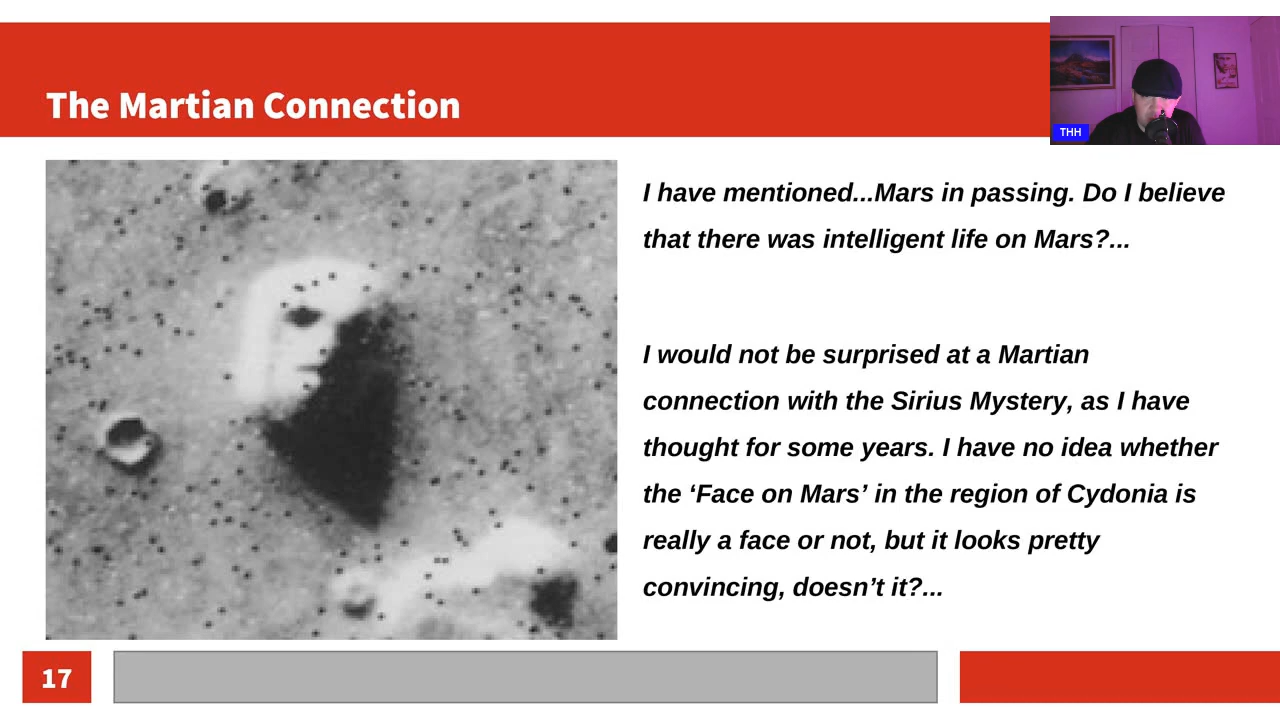 The Martian Connection
THH
I have mentioned...Mars in passing. Do I believe
that there was intelligent life on Mars?...
I would not be surprised at a Martian
connection with the Sirius Mystery, as I have
thought for some years. I have no idea whether
the ‘Face on Mars’ in the region of Cydonia is
really a face or not, but it looks pretty
convincing, doesn’t it?...
17